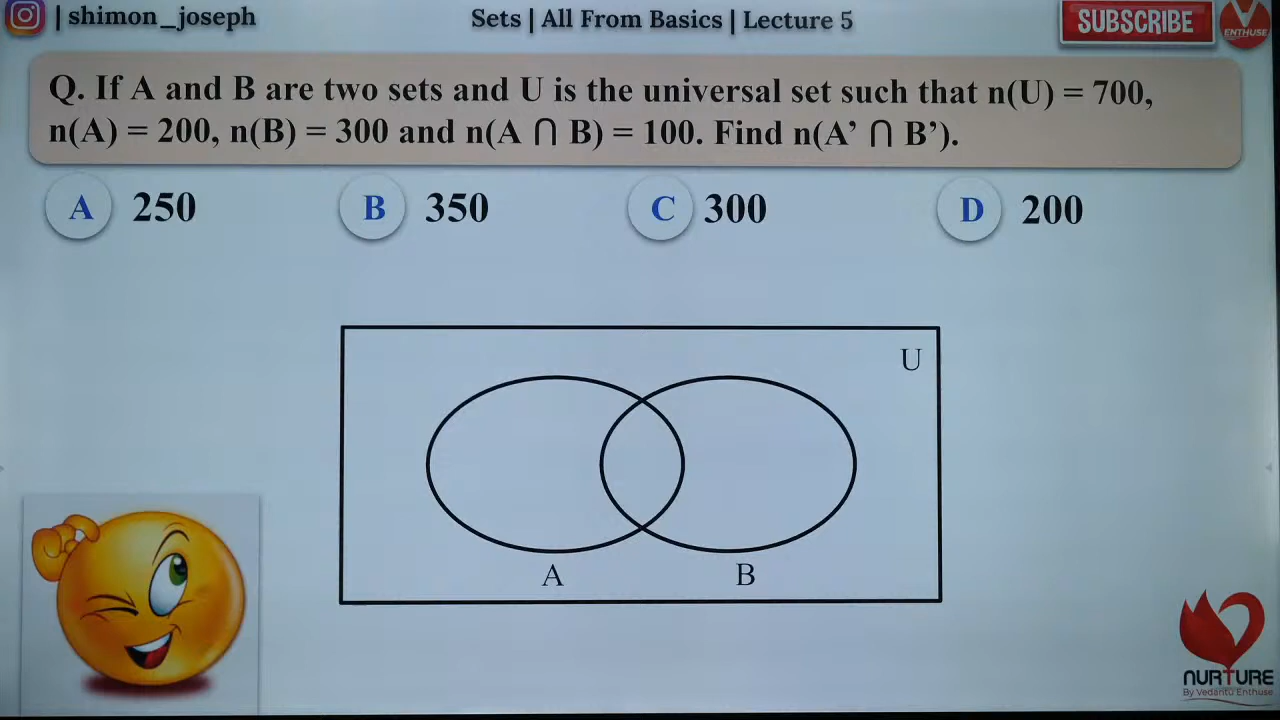 | shimon_joseph
Sets | All From Basics | Lecture 5
SUBSCRIBE
V
ENTHUSE
Q. If A and B are two sets and U is the universal set such that n(U) = 700,
n(A) = 200, n(B) = 300 and n(A ⋂ B) = 100. Find n(A’ ⋂ B’).
A 250
B 350
C 300
D 200
U
A
B
NURTURE
By Vedantu Enthuse